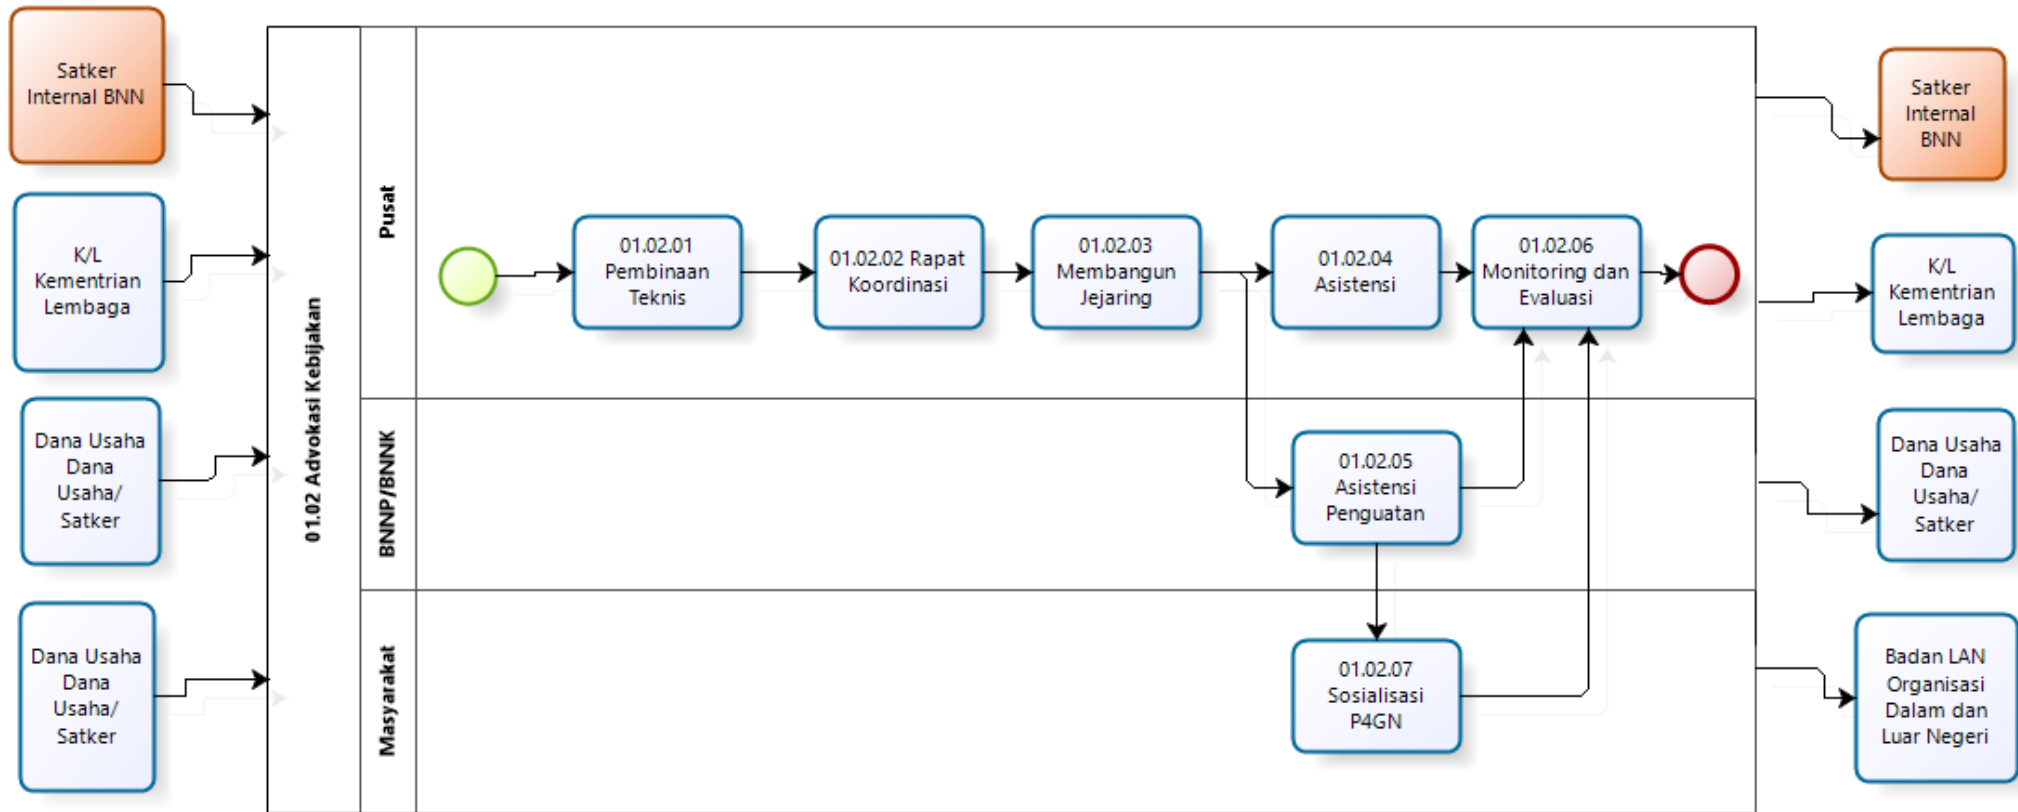 Satker
Internal BNN
K/L
Kementrian
Lembaga
Dana Usaha
Dana
Usaha/
Satker
Dana Usaha
Dana
Usaha/
Satker
01.02 Advokasi Kebijakan
Pusat
01.02.01
Pembinaan
Teknis
01.02.02 Rapat
Koordinasi
01.02.03
Membangun
Jejaring
01.02.04
Asistensi
01.02.06
Monitoring dan
Evaluasi
BNNP/BNNK
01.02.05
Asistensi
Penguatan
Masyarakat
01.02.07
Sosialisasi
P4GN
Satker
Internal
BNN
K/L
Kementrian
Lembaga
Dana Usaha
Dana
Usaha/
Satker
Badan LAN
Organisasi
Dalam dan
Luar Negeri